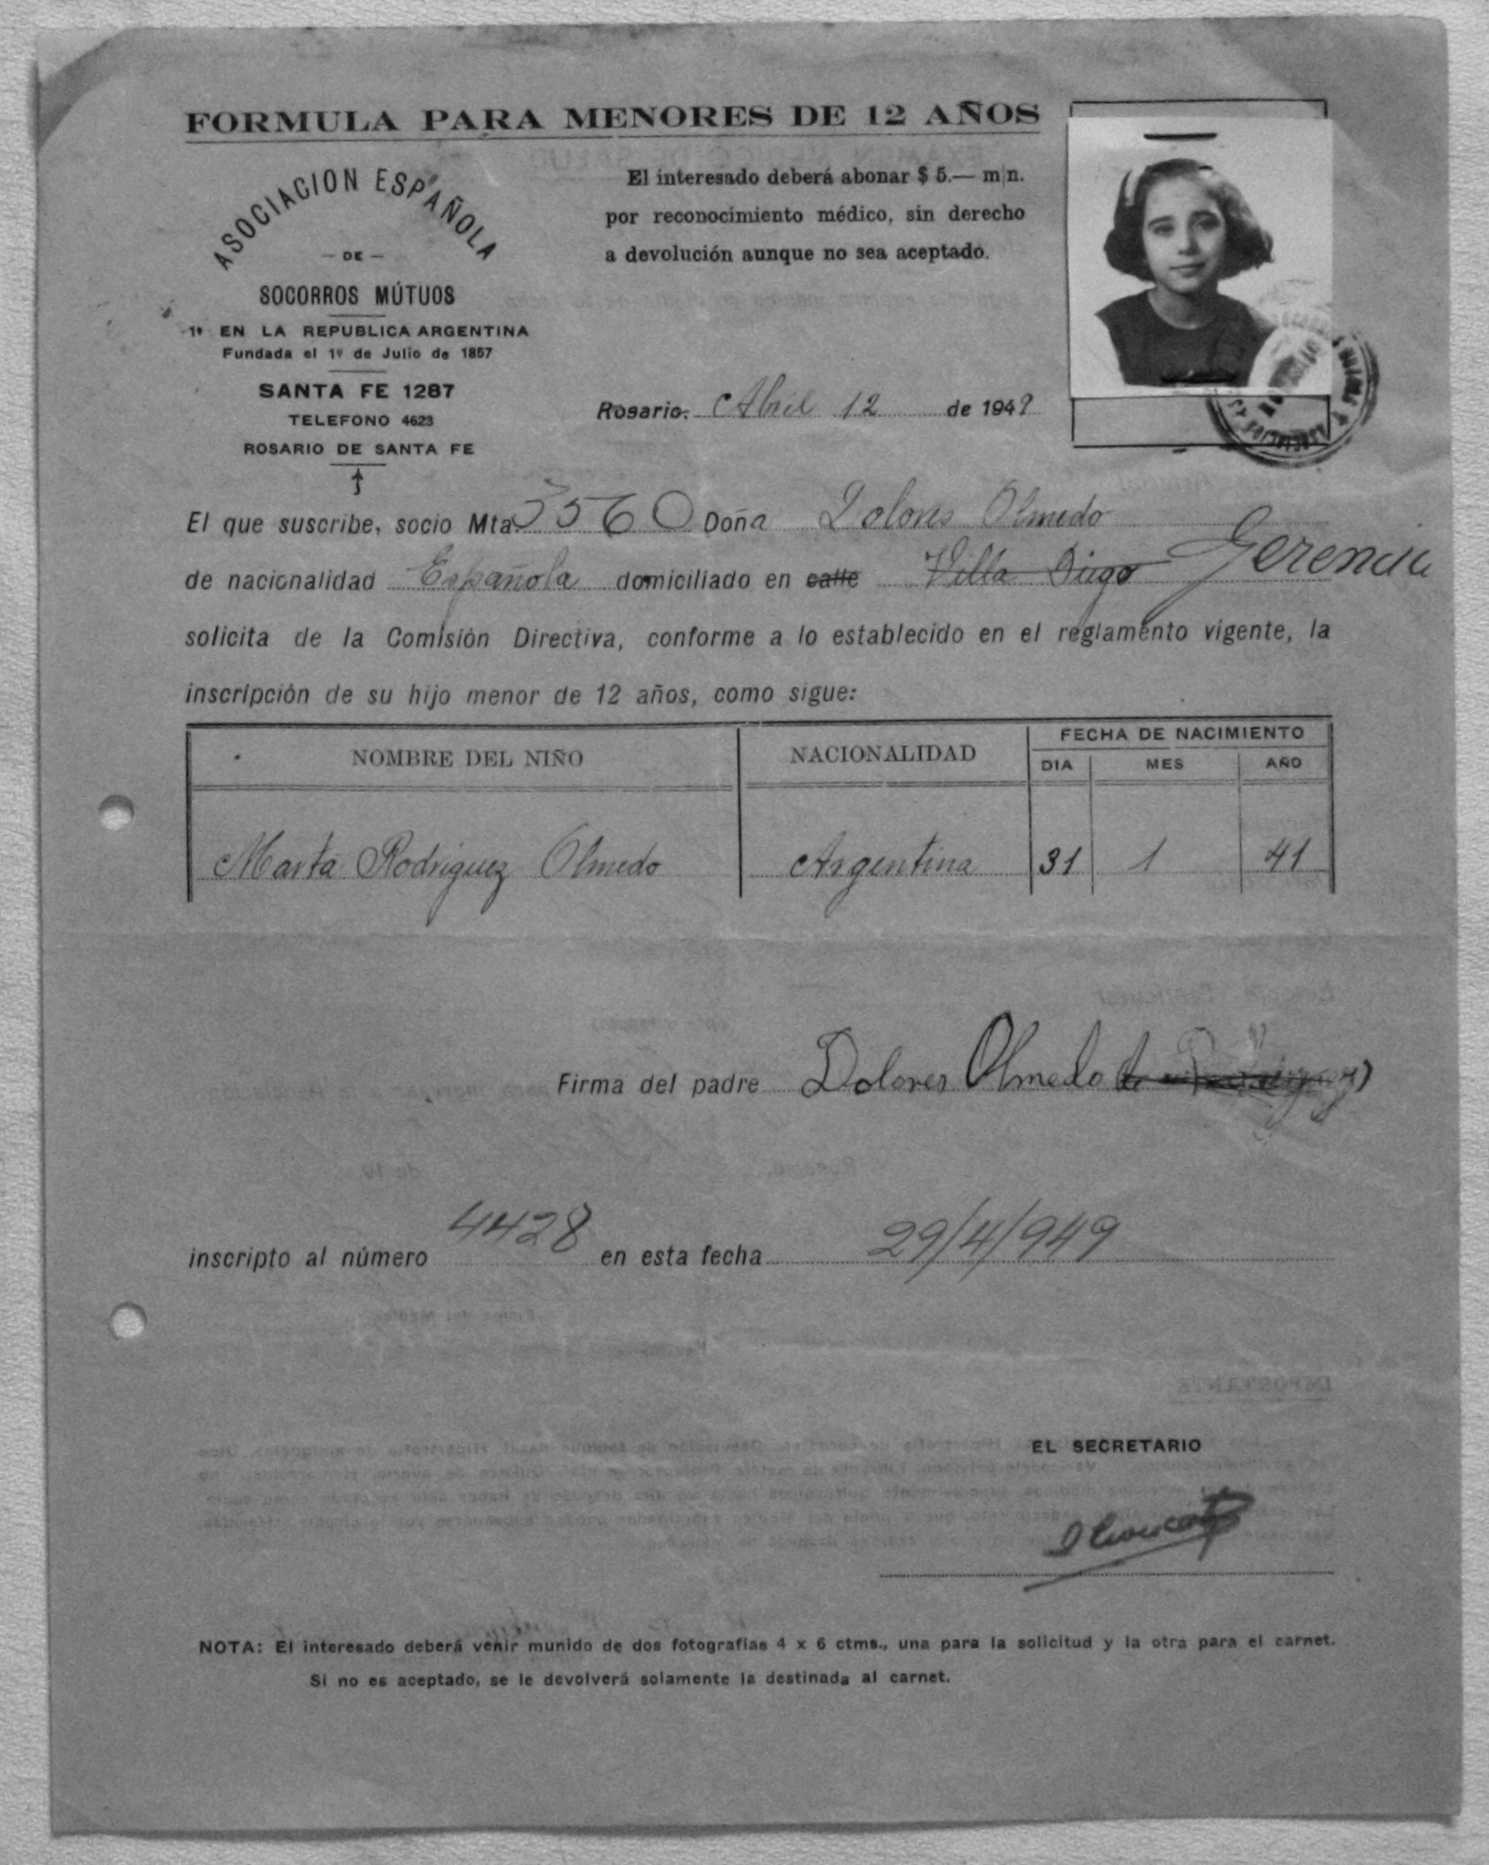 FORMULA PARA MENORES DE 12 AÑOS
ASOCIACION ESPAÑOLA
— DE —
SOCORROS MÚTUOS
1ª EN LA REPUBLICA ARGENTINA
Fundada el 1º de Julio de 1857
SANTA FE 1287
TELEFONO 4623
ROSARIO DE SANTA FE
El interesado deberá abonar $ 5.— m|n.
por reconocimiento médico, sin derecho
a devolución aunque no sea aceptado.
Rosario, Abril 12 de 1949
El que suscribe, socio Mta. 3560 Doña Dolores Olmedo
de nacionalidad Española domiciliado en calle Villa Diego Gerencia
solicita de la Comisión Directiva, conforme a lo establecido en el reglamento vigente, la
inscripción de su hijo menor de 12 años, como sigue:
NOMBRE DEL NIÑO NACIONALIDAD FECHA DE NACIMIENTO
DIA MES AÑO
Marta Rodriguez Olmedo Argentina 31 1 41
Firma del padre Dolores Olmedo de Rodriguez
inscripto al número 4428 en esta fecha 29/4/949
EL SECRETARIO
NOTA: El interesado deberá venir munido de dos fotografías 4 x 6 ctms., una para la solicitud y la otra para el carnet.
Si no es aceptado, se le devolverá solamente la destinada al carnet.